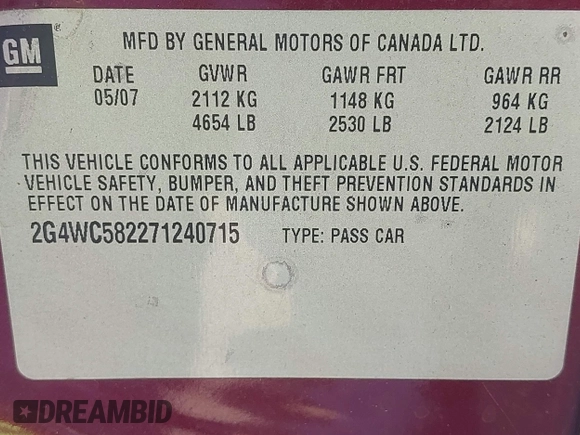 GM
MFD BY GENERAL MOTORS OF CANADA LTD.
DATE GVWR GAWR FRT GAWR RR
05/07 2112 KG 1148 KG 964 KG
4654 LB 2530 LB 2124 LB
THIS VEHICLE CONFORMS TO ALL APPLICABLE U.S. FEDERAL MOTOR
VEHICLE SAFETY, BUMPER, AND THEFT PREVENTION STANDARDS IN
EFFECT ON THE DATE OF MANUFACTURE SHOWN ABOVE.
2G4WC582271240715 TYPE: PASS CAR
DREAMBID